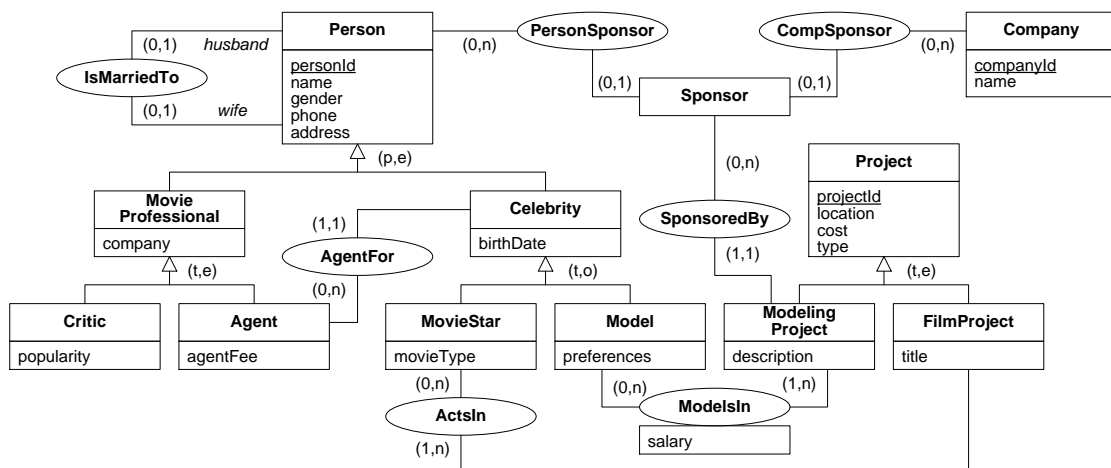 Person
personId
name
gender
phone
address
(0,1)
husband
IsMarriedTo
(0,1)
wife
(0,n)
PersonSponsor
(0,1)
CompSponsor
(0,1)
(0,n)
Company
companyId
name
Sponsor
(p,e)
(0,n)
Project
projectId
location
cost
type
Movie
Professional
company
(1,1)
AgentFor
(0,n)
Celebrity
birthDate
SponsoredBy
(1,1)
(t,e)
(t,o)
(t,e)
Critic
popularity
Agent
agentFee
MovieStar
movieType
Model
preferences
Modeling
Project
description
FilmProject
title
(0,n)
ActsIn
(1,n)
(0,n)
ModelsIn
(1,n)
salary